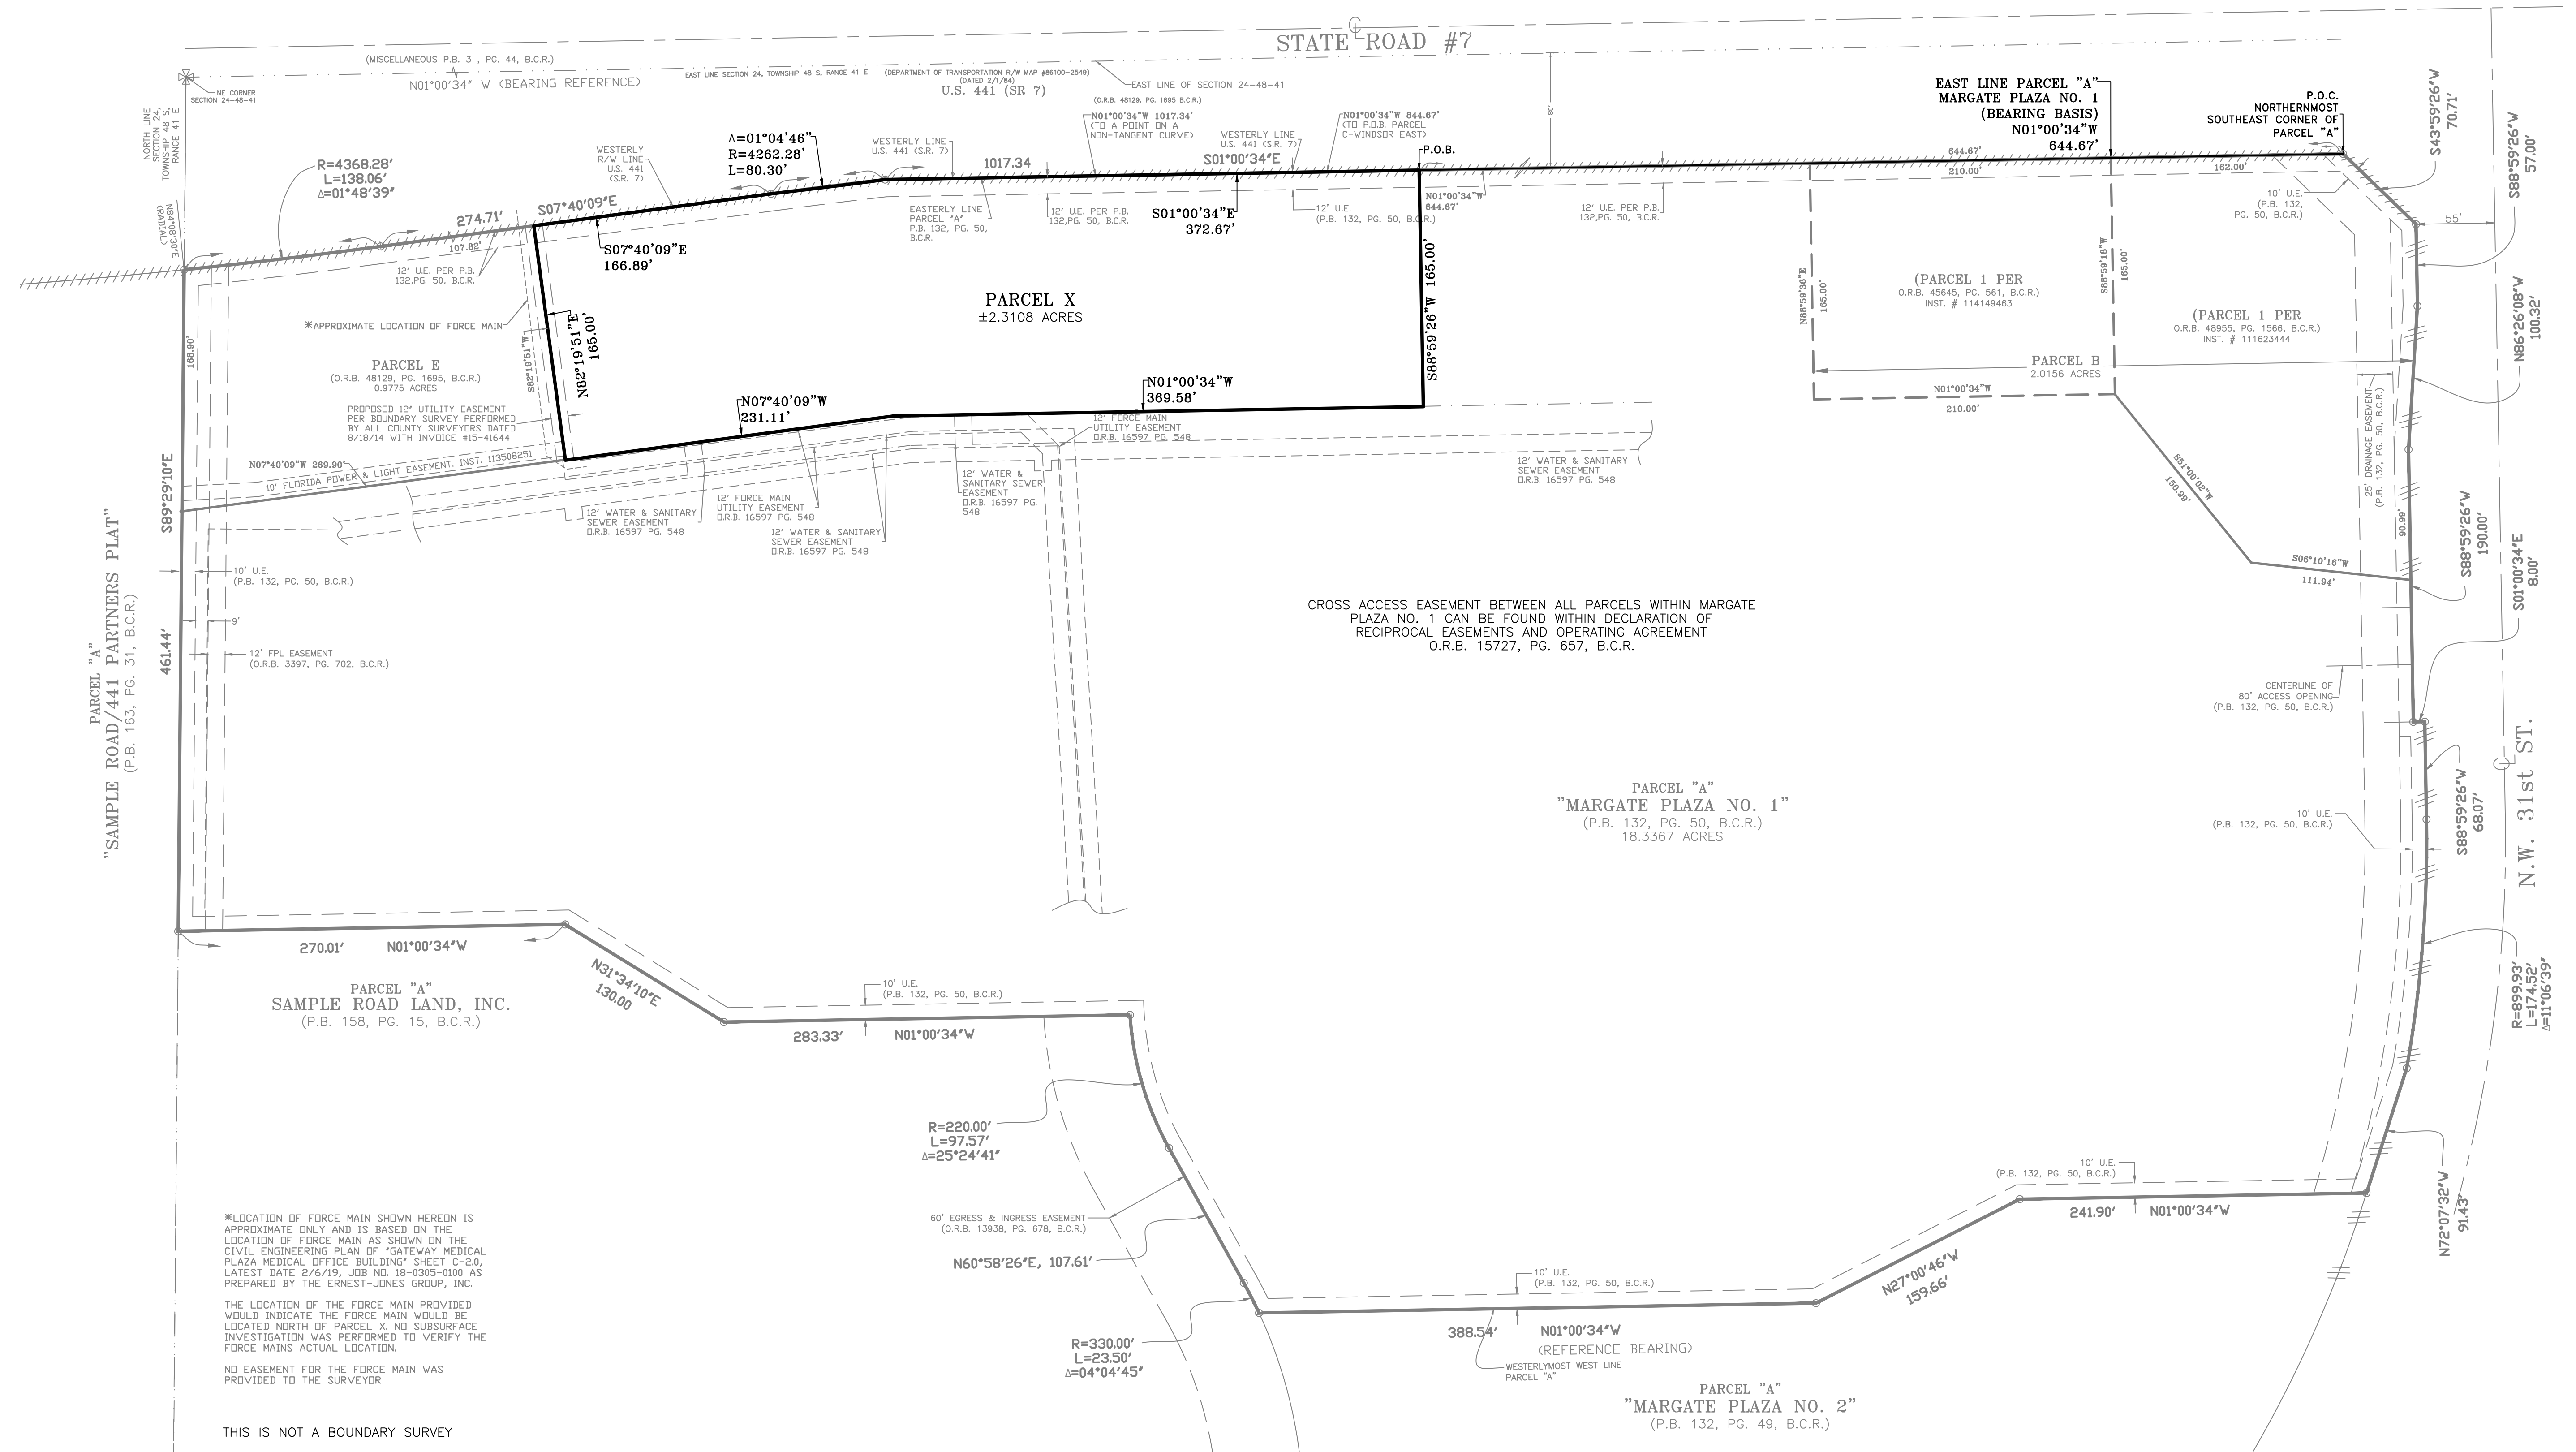 STATE ROAD #7
(MISCELLANEOUS P.B. 3 , PG. 44, B.C.R.)
N01°00'34" W (BEARING REFERENCE)
EAST LINE SECTION 24, TOWNSHIP 48 S, RANGE 41 E
(DEPARTMENT OF TRANSPORTATION R/W MAP #86100-2549)
(DATED 2/1/84)
U.S. 441 (SR 7)
EAST LINE OF SECTION 24-48-41
NE CORNER
SECTION 24-48-41
NORTH LINE
SECTION 24,
TOWNSHIP 48 S,
RANGE 41 E
N84°08'30"E
(RADIAL)
R=4368.28'
L=138.06'
Δ=01°48'39"
274.71'
107.82'
S07°40'09"E
WESTERLY
R/W LINE
U.S. 441
(S.R. 7)
Δ=01°04'46"
R=4262.28'
L=80.30'
WESTERLY LINE
U.S. 441 (S.R. 7)
1017.34
(O.R.B. 48129, PG. 1695 B.C.R.)
N01°00'34"W 1017.34'
(TO A POINT ON A
NON-TANGENT CURVE)
WESTERLY LINE
U.S. 441 (S.R. 7)
S01°00'34"E
N01°00'34"W 844.67'
(TO P.O.B. PARCEL
C-WINDSOR EAST)
P.O.B.
80'
644.67'
210.00'
EAST LINE PARCEL "A"
MARGATE PLAZA NO. 1
(BEARING BASIS)
N01°00'34"W
644.67'
P.O.C.
NORTHERNMOST
SOUTHEAST CORNER OF
PARCEL "A"
162.00'
S43°59'26"W
70.71'
S88°59'26"W
57.00'
55'
10' U.E.
(P.B. 132,
PG. 50, B.C.R.)
12' U.E. PER P.B.
132,PG. 50, B.C.R.
S07°40'09"E
166.89'
EASTERLY LINE
PARCEL "A"
P.B. 132, PG. 50,
B.C.R.
12' U.E. PER P.B.
132,PG. 50, B.C.R.
S01°00'34"E
372.67'
12' U.E.
(P.B. 132, PG. 50, B.C.R.)
N01°00'34"W
644.67'
12' U.E. PER P.B.
132,PG. 50, B.C.R.
PARCEL X
±2.3108 ACRES
S88°59'26"W 165.00'
N88°59'36"E
165.00'
(PARCEL 1 PER
O.R.B. 45645, PG. 561, B.C.R.)
INST. # 114149463
S88°59'18"W
165.00'
(PARCEL 1 PER
O.R.B. 48955, PG. 1566, B.C.R.)
INST. # 111623444
PARCEL B
2.0156 ACRES
N86°26'08"W
100.32'
✳APPROXIMATE LOCATION OF FORCE MAIN
168.90'
PARCEL E
(O.R.B. 48129, PG. 1695, B.C.R.)
0.9775 ACRES
S82°19'51"W
N82°19'51"E
165.00'
PROPOSED 12' UTILITY EASEMENT
PER BOUNDARY SURVEY PERFORMED
BY ALL COUNTY SURVEYORS DATED
8/18/14 WITH INVOICE #15-41644
N07°40'09"W
231.11'
N01°00'34"W
369.58'
N01°00'34"W
210.00'
25' DRAINAGE EASEMENT
(P.B. 132, PG. 50, B.C.R.)
N07°40'09"W 269.90'
10' FLORIDA POWER & LIGHT EASEMENT. INST. 113508251
12' FORCE MAIN
UTILITY EASEMENT
O.R.B. 16597 PG. 548
12' WATER &
SANITARY SEWER
EASEMENT
O.R.B. 16597 PG.
548
12' WATER & SANITARY
SEWER EASEMENT
O.R.B. 16597 PG. 548
12' WATER & SANITARY
SEWER EASEMENT
O.R.B. 16597 PG. 548
12' FORCE MAIN
UTILITY EASEMENT
O.R.B. 16597 PG. 548
12' WATER & SANITARY
SEWER EASEMENT
O.R.B. 16597 PG. 548
S51°00'02"W
150.99'
90.99'
S06°10'16"W
111.94'
S88°59'26"W
190.00'
S01°00'34"E
8.00'
S89°29'10"E
461.44'
PARCEL "A"
"SAMPLE ROAD/441 PARTNERS PLAT"
(P.B. 163, PG. 31, B.C.R.)
10' U.E.
(P.B. 132, PG. 50, B.C.R.)
9'
12' FPL EASEMENT
(O.R.B. 3397, PG. 702, B.C.R.)
CROSS ACCESS EASEMENT BETWEEN ALL PARCELS WITHIN MARGATE
PLAZA NO. 1 CAN BE FOUND WITHIN DECLARATION OF
RECIPROCAL EASEMENTS AND OPERATING AGREEMENT
O.R.B. 15727, PG. 657, B.C.R.
CENTERLINE OF
80' ACCESS OPENING
(P.B. 132, PG. 50, B.C.R.)
PARCEL "A"
"MARGATE PLAZA NO. 1"
(P.B. 132, PG. 50, B.C.R.)
18.3367 ACRES
10' U.E.
(P.B. 132, PG. 50, B.C.R.)
S88°59'26"W
68.07'
N.W. 31st ST.
R=899.93'
L=174.52'
Δ=11°06'39"
270.01' N01°00'34"W
N31°34'10"E
130.00
PARCEL "A"
SAMPLE ROAD LAND, INC.
(P.B. 158, PG. 15, B.C.R.)
10' U.E.
(P.B. 132, PG. 50, B.C.R.)
283.33' N01°00'34"W
R=220.00'
L=97.57'
Δ=25°24'41"
60' EGRESS & INGRESS EASEMENT
(O.R.B. 13938, PG. 678, B.C.R.)
N60°58'26"E, 107.61'
R=330.00'
L=23.50'
Δ=04°04'45"
10' U.E.
(P.B. 132, PG. 50, B.C.R.)
388.54' N01°00'34"W
(REFERENCE BEARING)
WESTERLYMOST WEST LINE
PARCEL "A"
N27°00'46"W
159.66'
10' U.E.
(P.B. 132, PG. 50, B.C.R.)
241.90' N01°00'34"W
N72°07'32"W
91.43'
PARCEL "A"
"MARGATE PLAZA NO. 2"
(P.B. 132, PG. 49, B.C.R.)
✳LOCATION OF FORCE MAIN SHOWN HEREON IS
APPROXIMATE ONLY AND IS BASED ON THE
LOCATION OF FORCE MAIN AS SHOWN ON THE
CIVIL ENGINEERING PLAN OF "GATEWAY MEDICAL
PLAZA MEDICAL OFFICE BUILDING" SHEET C-2.0,
LATEST DATE 2/6/19, JOB NO. 18-0305-0100 AS
PREPARED BY THE ERNEST-JONES GROUP, INC.
THE LOCATION OF THE FORCE MAIN PROVIDED
WOULD INDICATE THE FORCE MAIN WOULD BE
LOCATED NORTH OF PARCEL X. NO SUBSURFACE
INVESTIGATION WAS PERFORMED TO VERIFY THE
FORCE MAINS ACTUAL LOCATION.
NO EASEMENT FOR THE FORCE MAIN WAS
PROVIDED TO THE SURVEYOR
THIS IS NOT A BOUNDARY SURVEY